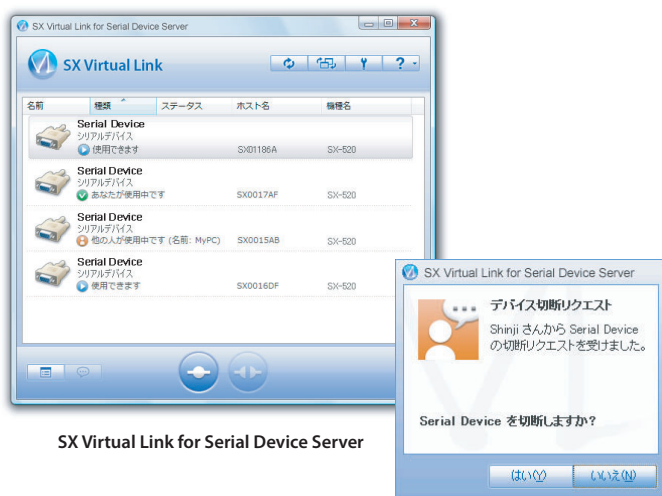 SX Virtual Link for Serial Device Server
SX Virtual Link
?
名前 種類 ステータス ホスト名 機種名
Serial Device
シリアルデバイス
使用できます SX01186A SX-520
Serial Device
シリアルデバイス
あなたが使用中です SX0017AF SX-520
Serial Device
シリアルデバイス
他の人が使用中です (名前: MyPC) SX0015AB SX-520
Serial Device
シリアルデバイス
使用できます SX0016DF SX-520
SX Virtual Link for Serial Device Server
SX Virtual Link for Serial Device Server
デバイス切断リクエスト
Shinji さんから Serial Device
の切断リクエストを受けました。
Serial Device を切断しますか?
はい(Y) いいえ(N)